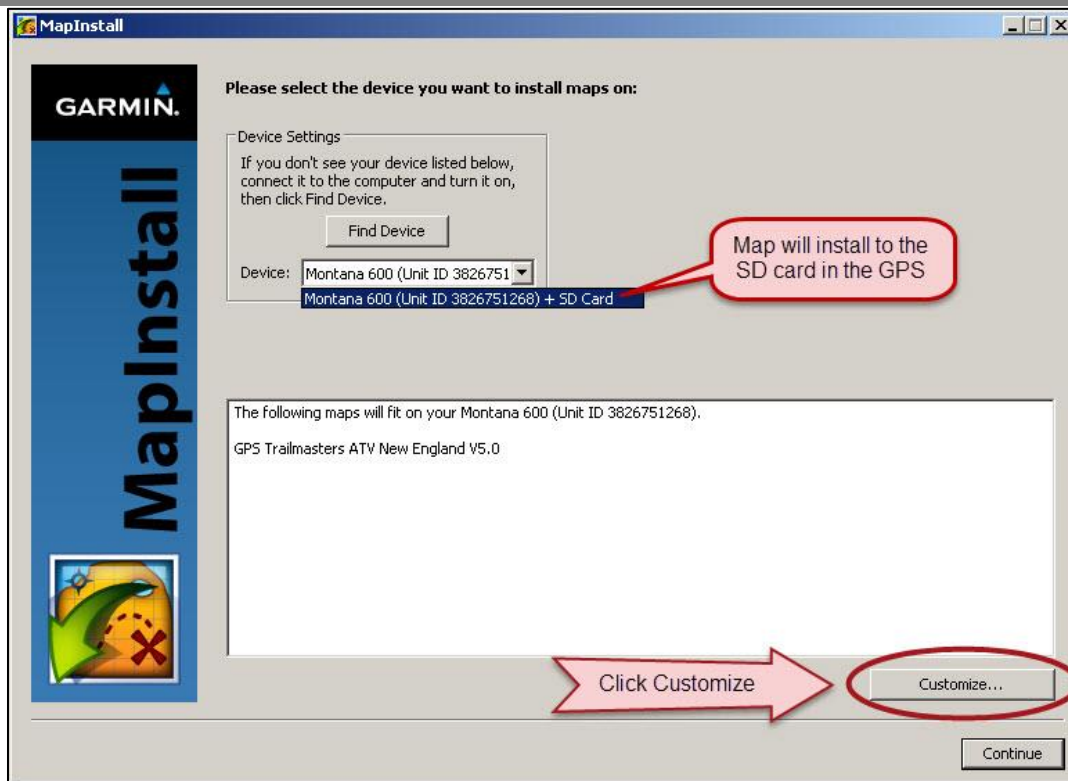 MapInstall
GARMIN.
MapInstall
Please select the device you want to install maps on:
Device Settings
If you don't see your device listed below,
connect it to the computer and turn it on,
then click Find Device.
Find Device
Device: Montana 600 (Unit ID 3826751
Montana 600 (Unit ID 3826751268) + SD Card
Map will install to the
SD card in the GPS
The following maps will fit on your Montana 600 (Unit ID 3826751268).
GPS Trailmasters ATV New England V5.0
Click Customize
Customize...
Continue